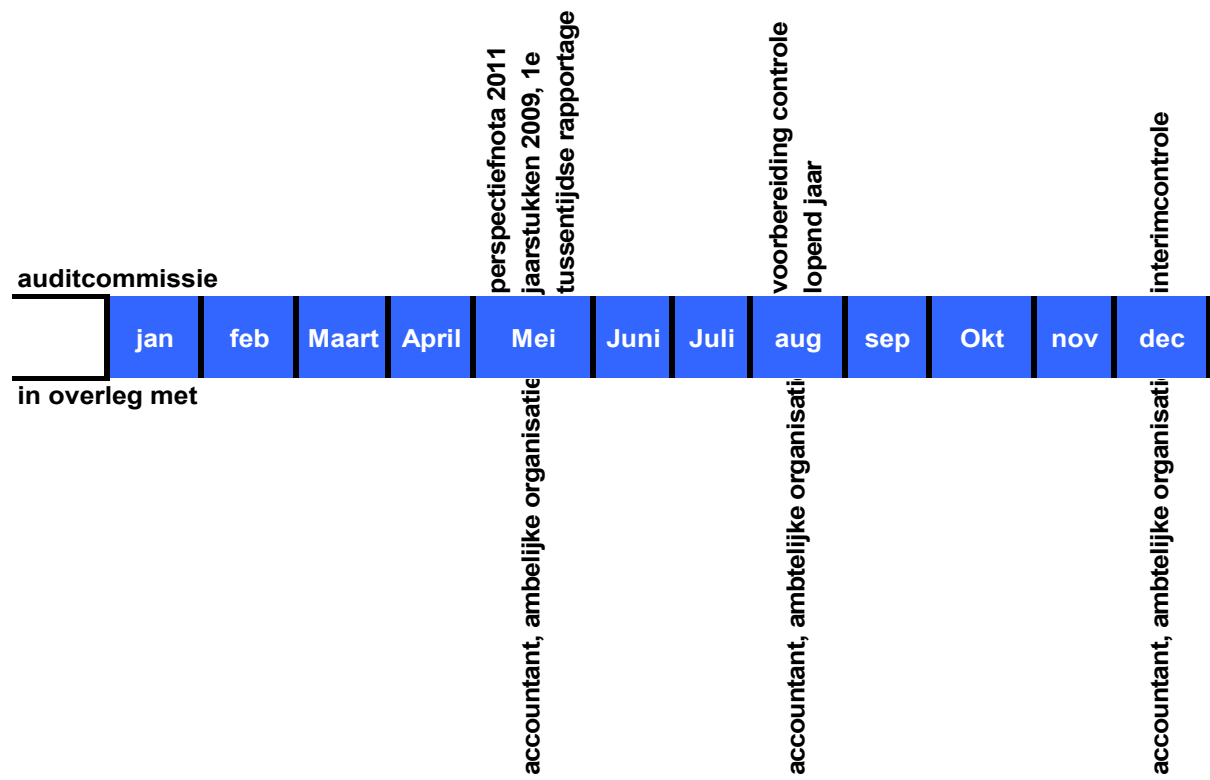 perspectiefnota 2011
jaarstukken 2009, 1e
tussentijdse rapportage
voorbereiding controle
lopend jaar
interimcontrole
auditcommissie
jan feb Maart April Mei Juni Juli aug sep Okt nov dec
in overleg met
accountant, ambelijke organisatie
accountant, ambtelijke organisati
accountant, ambtelijke organisati